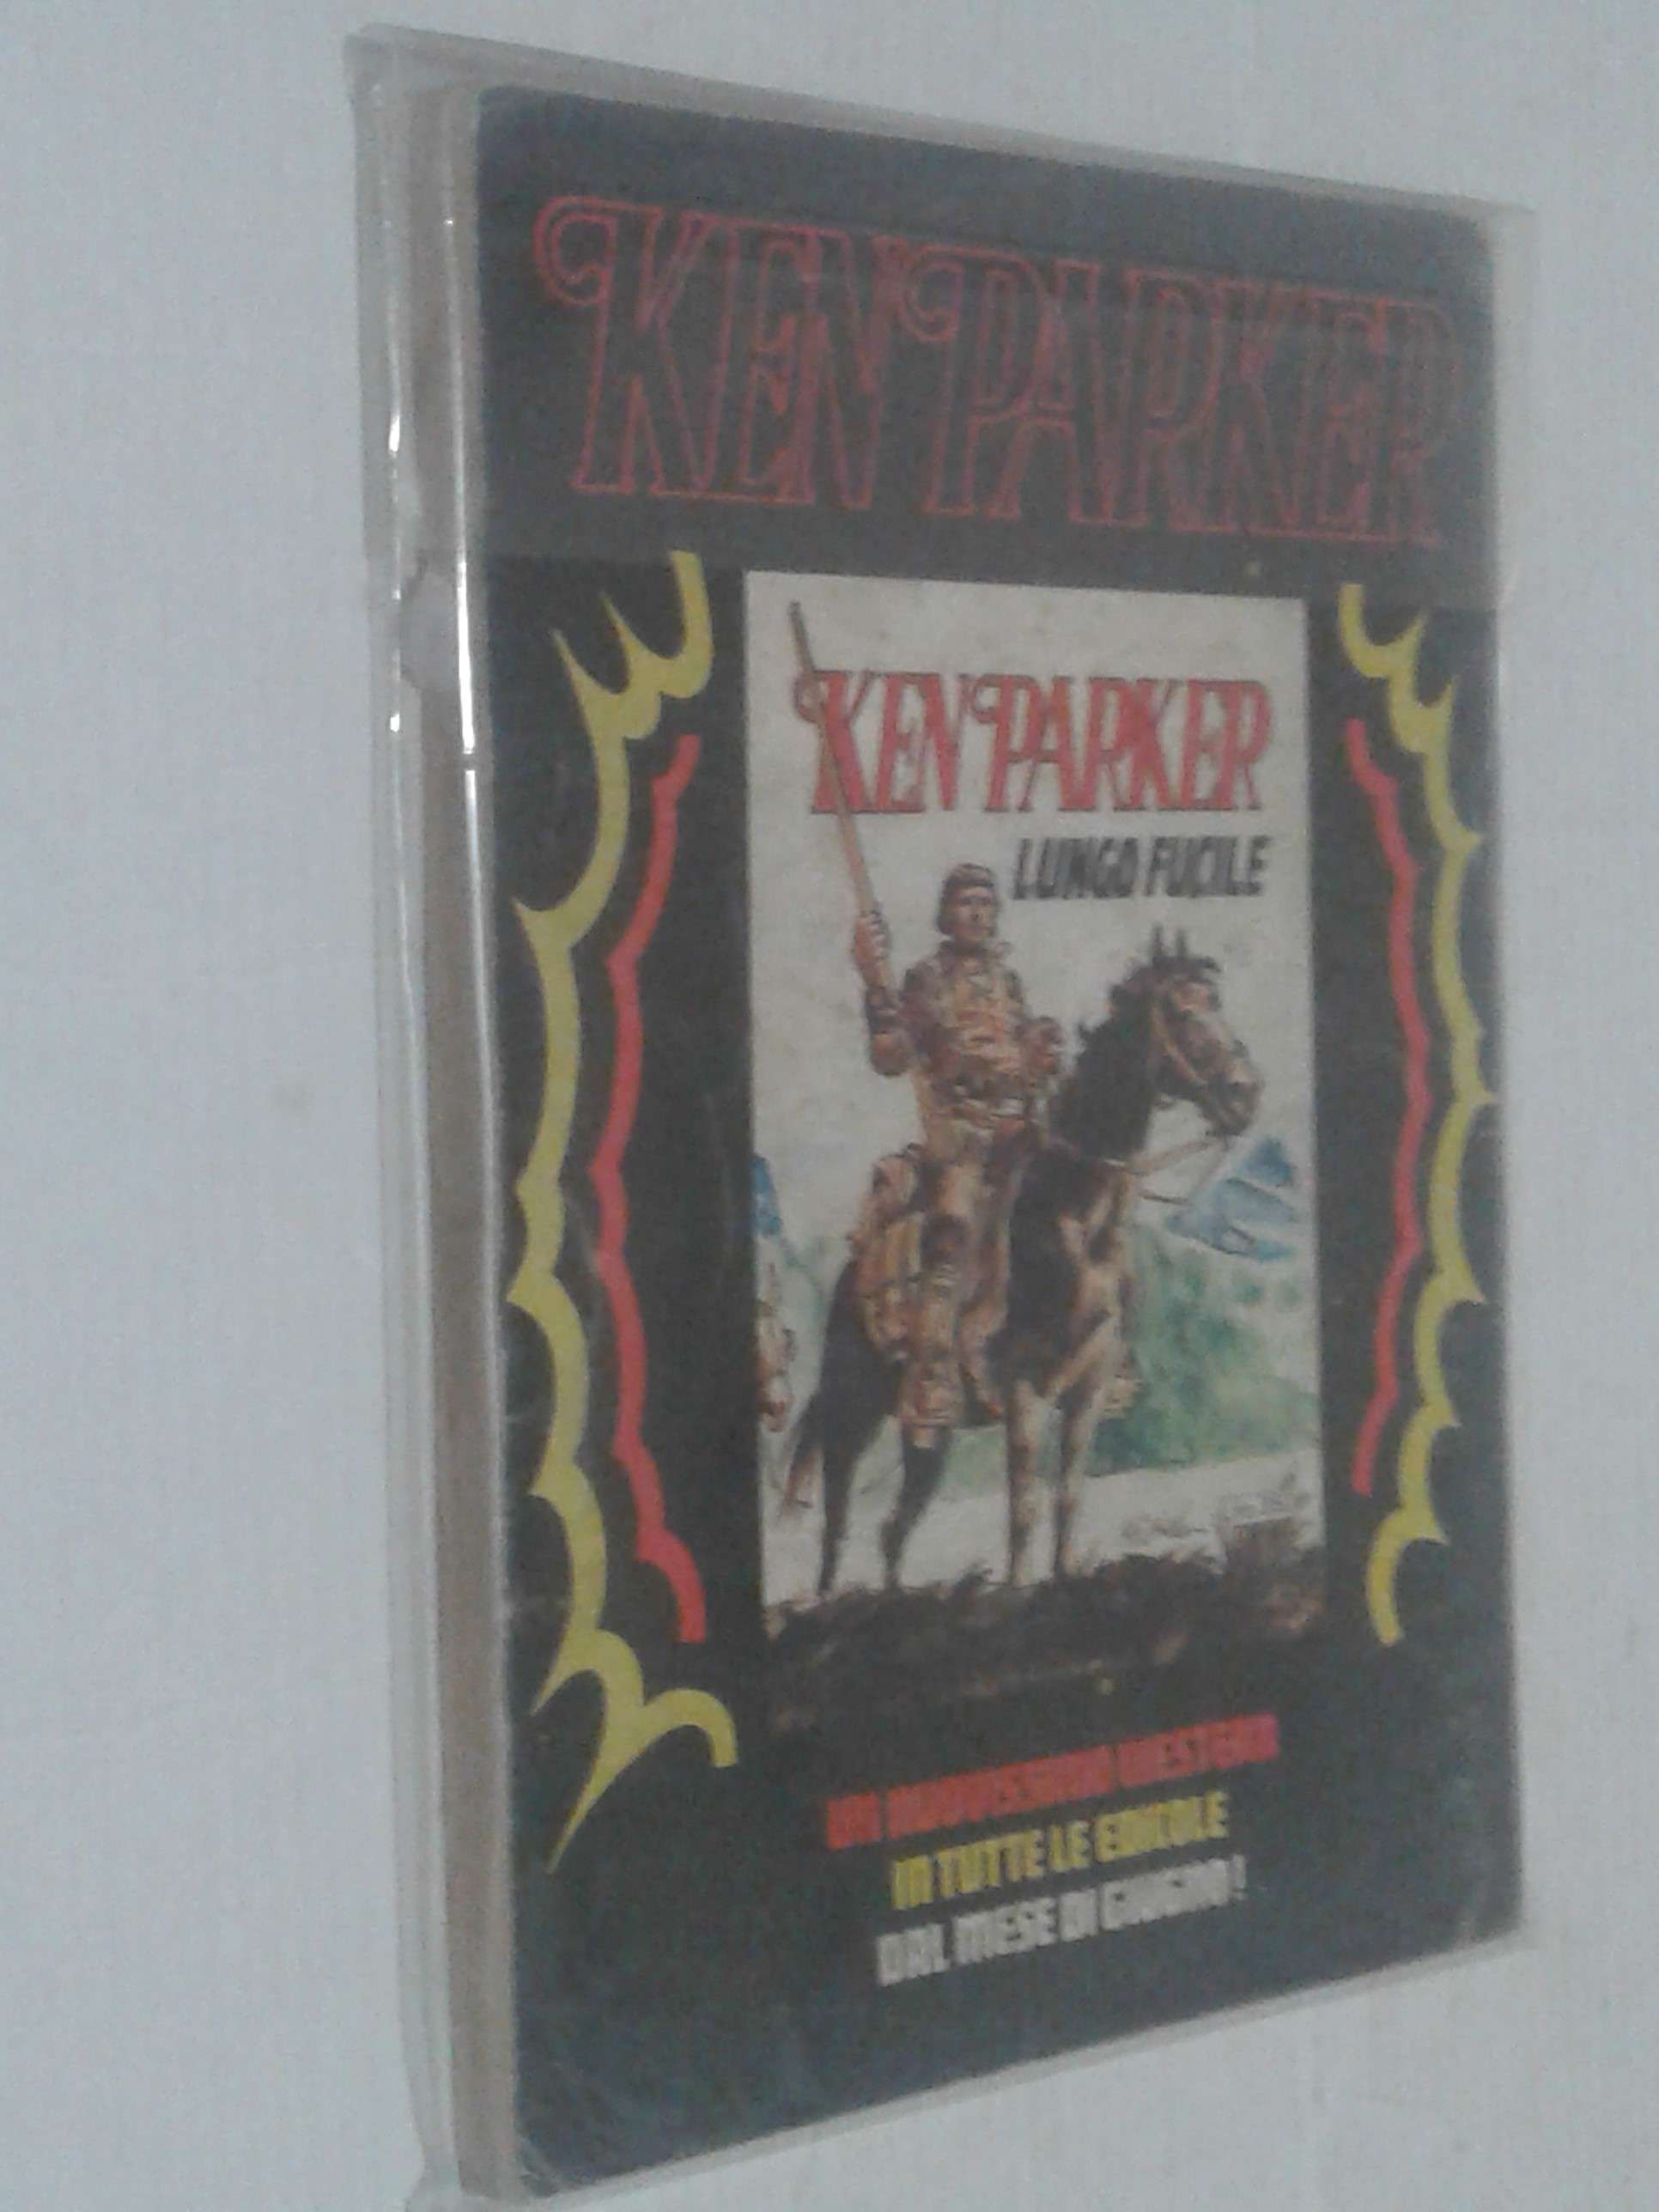 KEN PARKER
KEN PARKER
LUNGO FUCILE
UN NUOVISSIMO WESTERN
IN TUTTE LE EDICOLE
DAL MESE DI GIUGNO!